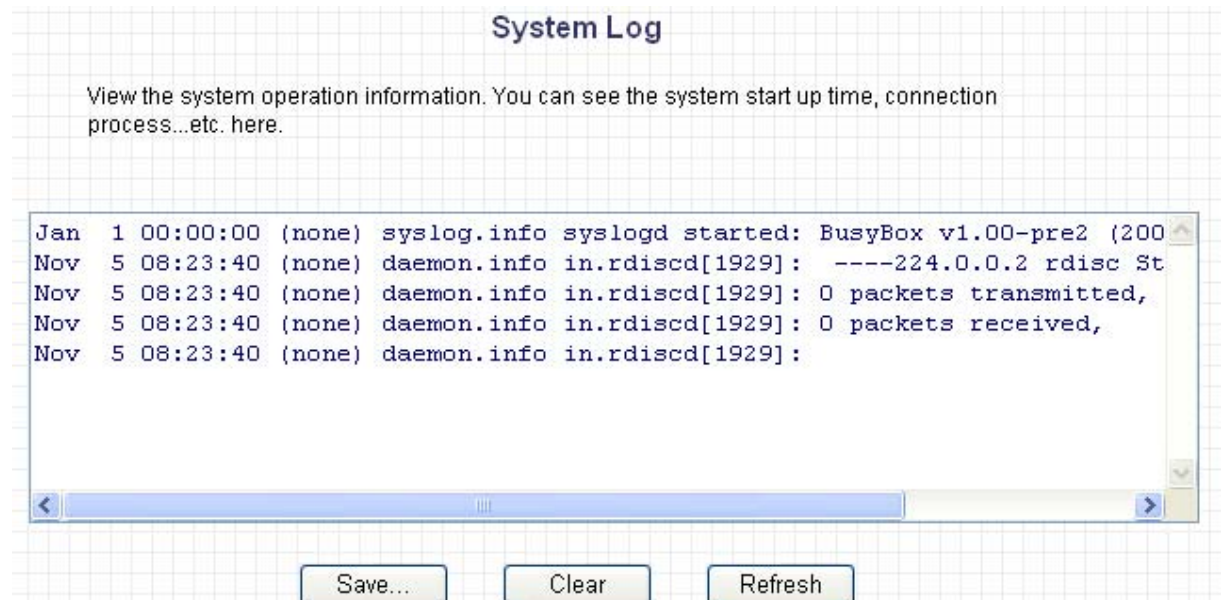 System Log
View the system operation information. You can see the system start up time, connection
process...etc. here.
Jan  1 00:00:00 (none) syslog.info syslogd started: BusyBox v1.00-pre2 (200
Nov  5 08:23:40 (none) daemon.info in.rdiscd[1929]:  ----224.0.0.2 rdisc St
Nov  5 08:23:40 (none) daemon.info in.rdiscd[1929]: 0 packets transmitted,
Nov  5 08:23:40 (none) daemon.info in.rdiscd[1929]: 0 packets received,
Nov  5 08:23:40 (none) daemon.info in.rdiscd[1929]:
Save... Clear Refresh